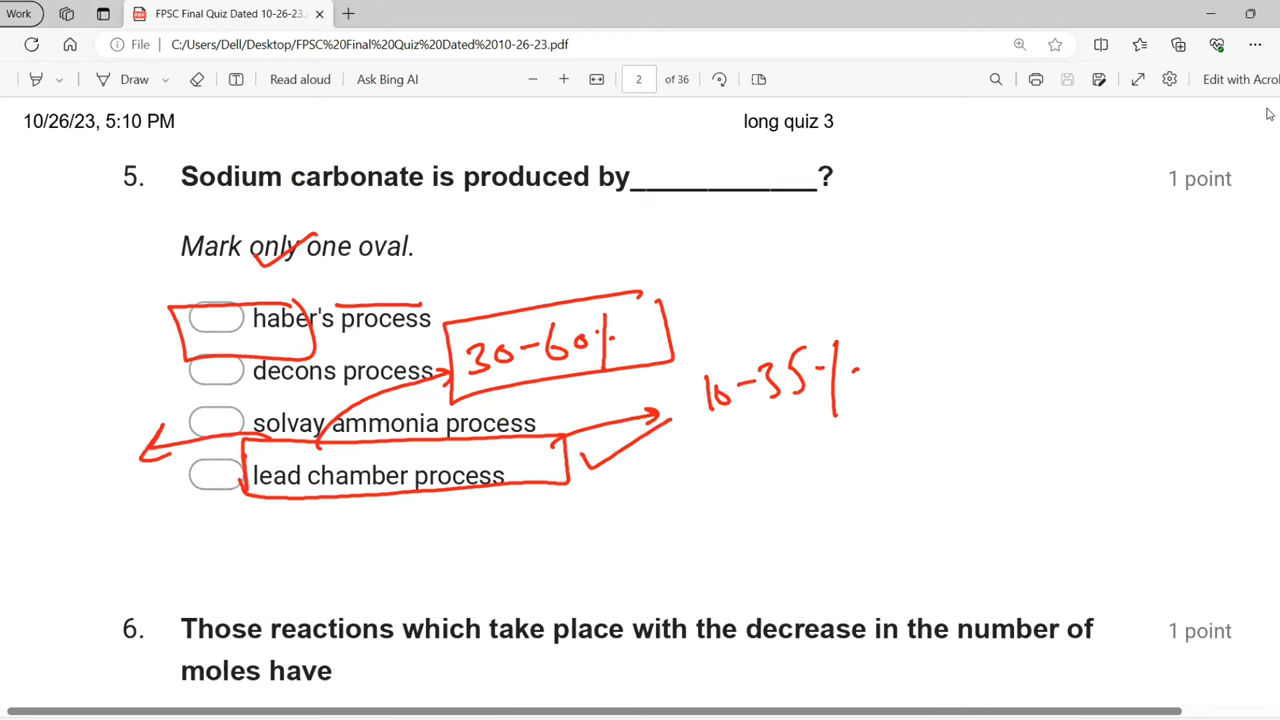 Work
FPSC Final Quiz Dated 10-26-23.
File
C:/Users/Dell/Desktop/FPSC%20Final%20Quiz%20Dated%2010-26-23.pdf
Draw
Read aloud
Ask Bing AI
2
of 36
Edit with Acrol
10/26/23, 5:10 PM
long quiz 3
5. Sodium carbonate is produced by____________?
1 point
Mark only one oval.
haber's process
30-60%
decons process
10-35%
solvay ammonia process
lead chamber process
6. Those reactions which take place with the decrease in the number of
1 point
moles have